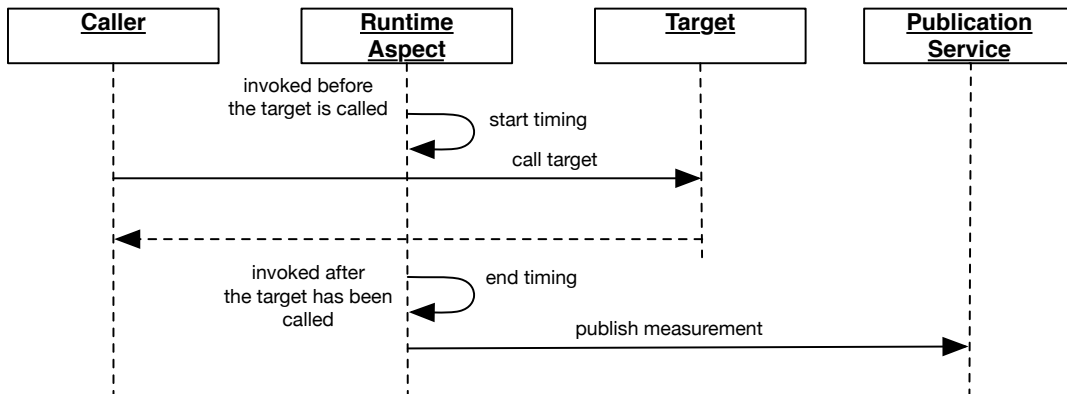 Caller
Runtime
Aspect
Target
Publication
Service
invoked before
the target is called
start timing
call target
invoked after
the target has been
called
end timing
publish measurement